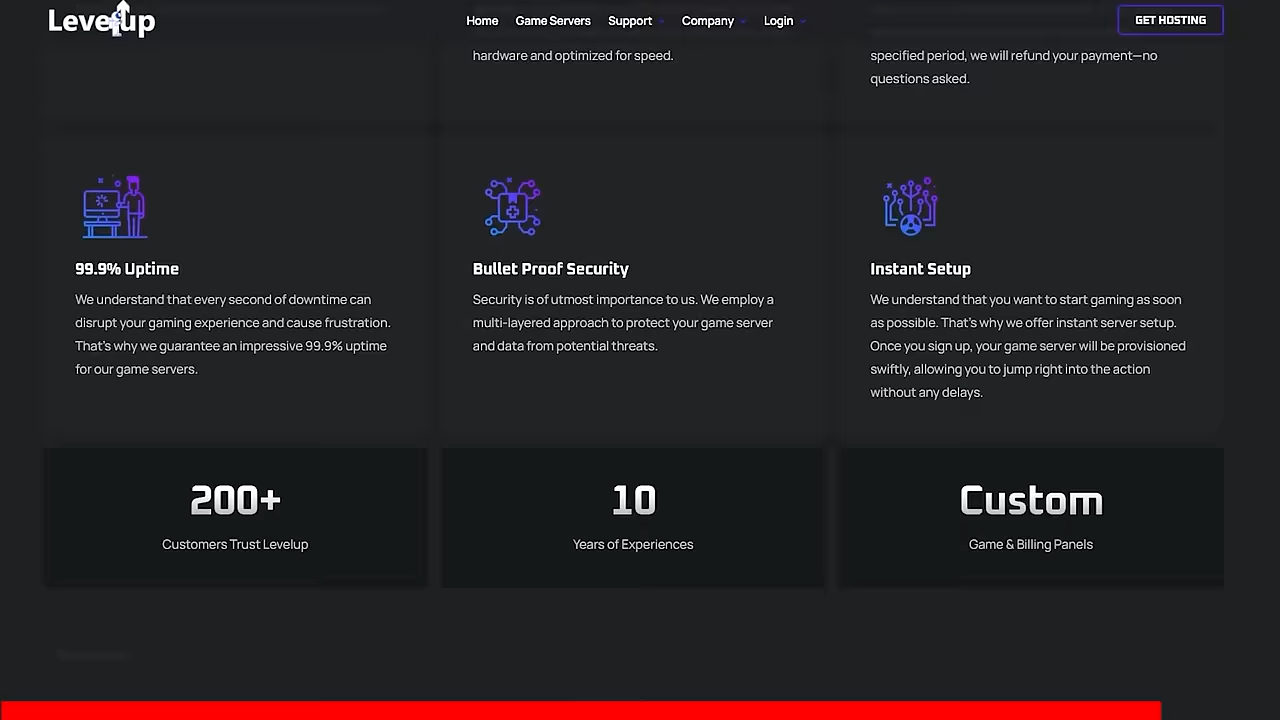 Levelup
Home
Game Servers
Support
Company
Login
GET HOSTING
hardware and optimized for speed.
specified period, we will refund your payment—no
questions asked.
99.9% Uptime
We understand that every second of downtime can
disrupt your gaming experience and cause frustration.
That's why we guarantee an impressive 99.9% uptime
for our game servers.
Bullet Proof Security
Security is of utmost importance to us. We employ a
multi-layered approach to protect your game server
and data from potential threats.
Instant Setup
We understand that you want to start gaming as soon
as possible. That's why we offer instant server setup.
Once you sign up, your game server will be provisioned
swiftly, allowing you to jump right into the action
without any delays.
200+
Customers Trust Levelup
10
Years of Experiences
Custom
Game & Billing Panels